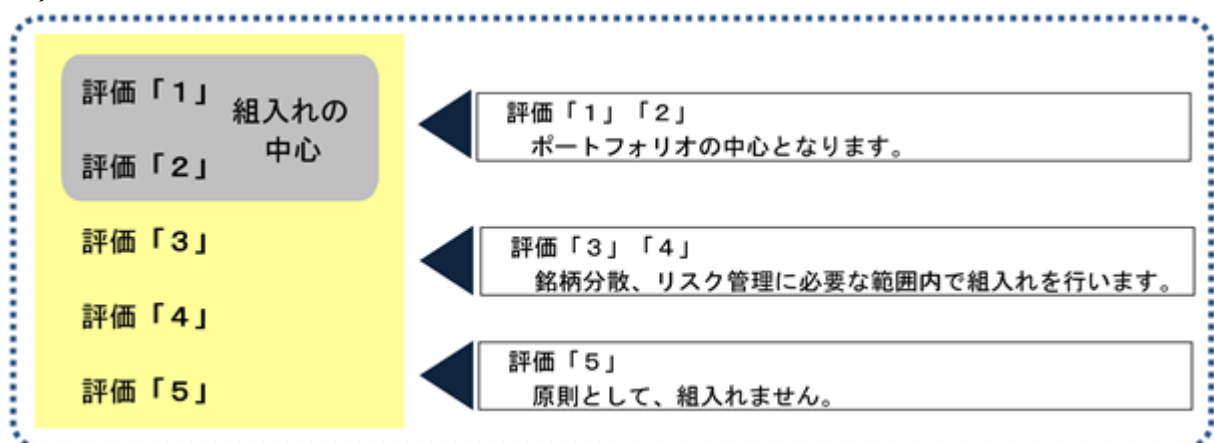 評価「１」
組入れの
中心
評価「２」
評価「３」
評価「４」
評価「５」
評価「１」「２」
ポートフォリオの中心となります。
評価「３」「４」
銘柄分散、リスク管理に必要な範囲内で組入れを行います。
評価「５」
原則として、組入れません。